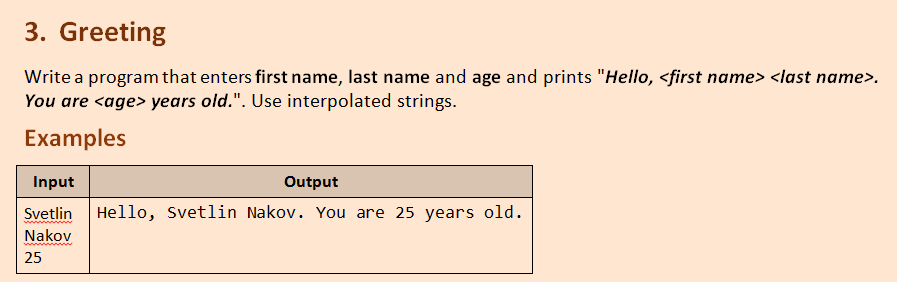 3. Greeting
Write a program that enters first name, last name and age and prints "Hello, <first name> <last name>.
You are <age> years old.". Use interpolated strings.
Examples
Input Output
Svetlin Hello, Svetlin Nakov. You are 25 years old.
Nakov
25